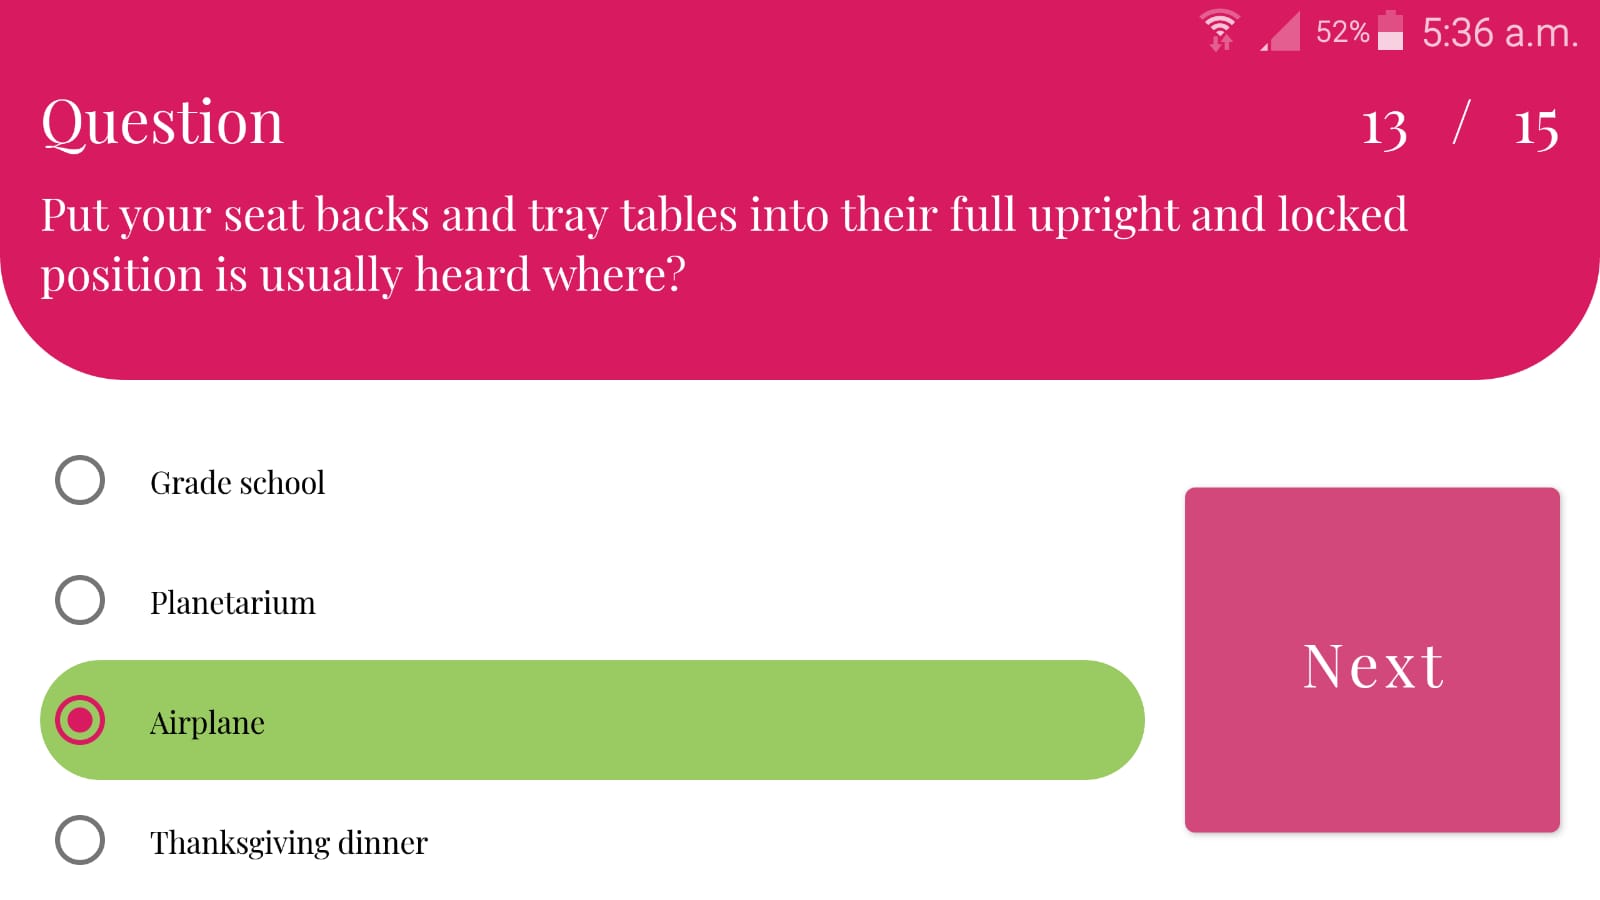 52% 5:36 a.m.
Question 13 / 15
Put your seat backs and tray tables into their full upright and locked
position is usually heard where?
Grade school
Planetarium
Airplane
Thanksgiving dinner
Next